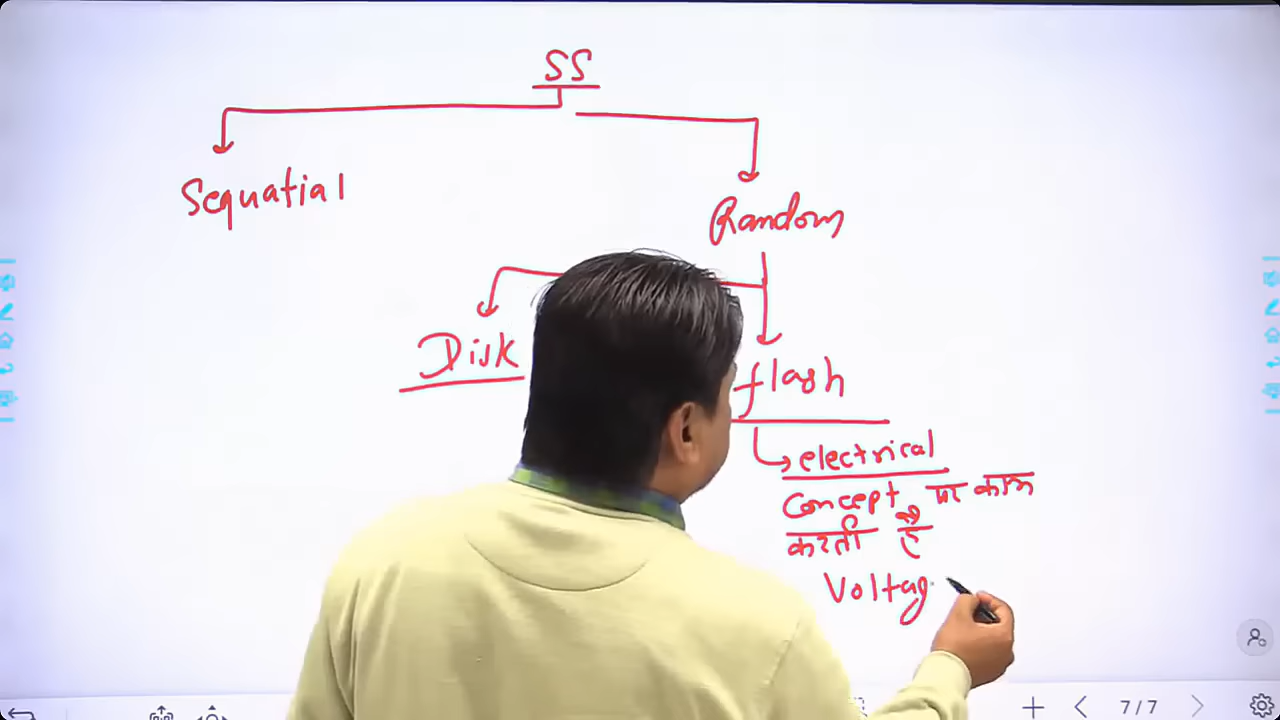 SS
Sequatial
Random
Disk
flash
electrical
concept पर काम
करती है
Voltag
7/7